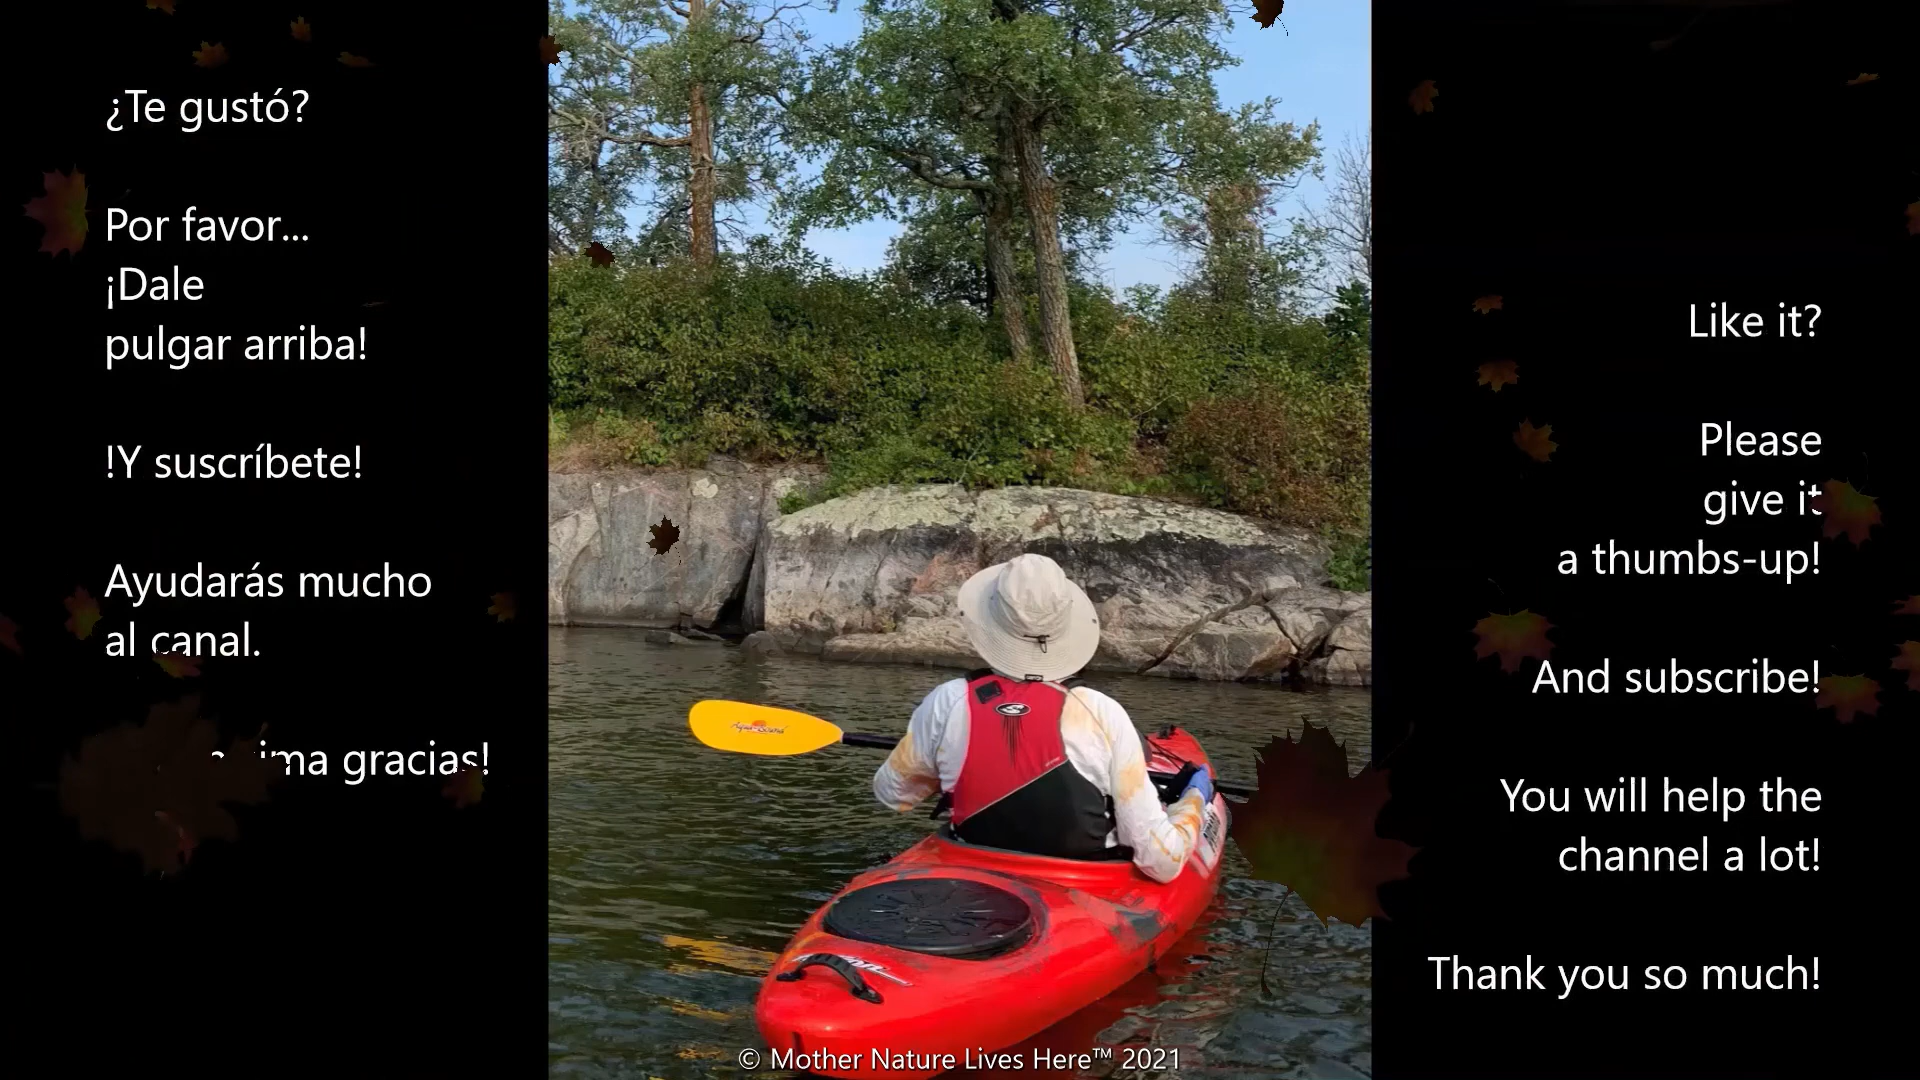 ¿Te gustó?
Por favor...
¡Dale
pulgar arriba!
!Y suscríbete!
Ayudarás mucho
al canal.
gracias!
Like it?
Please
give it
a thumbs-up!
And subscribe!
You will help the
channel a lot!
Thank you so much!
© Mother Nature Lives Here™ 2021